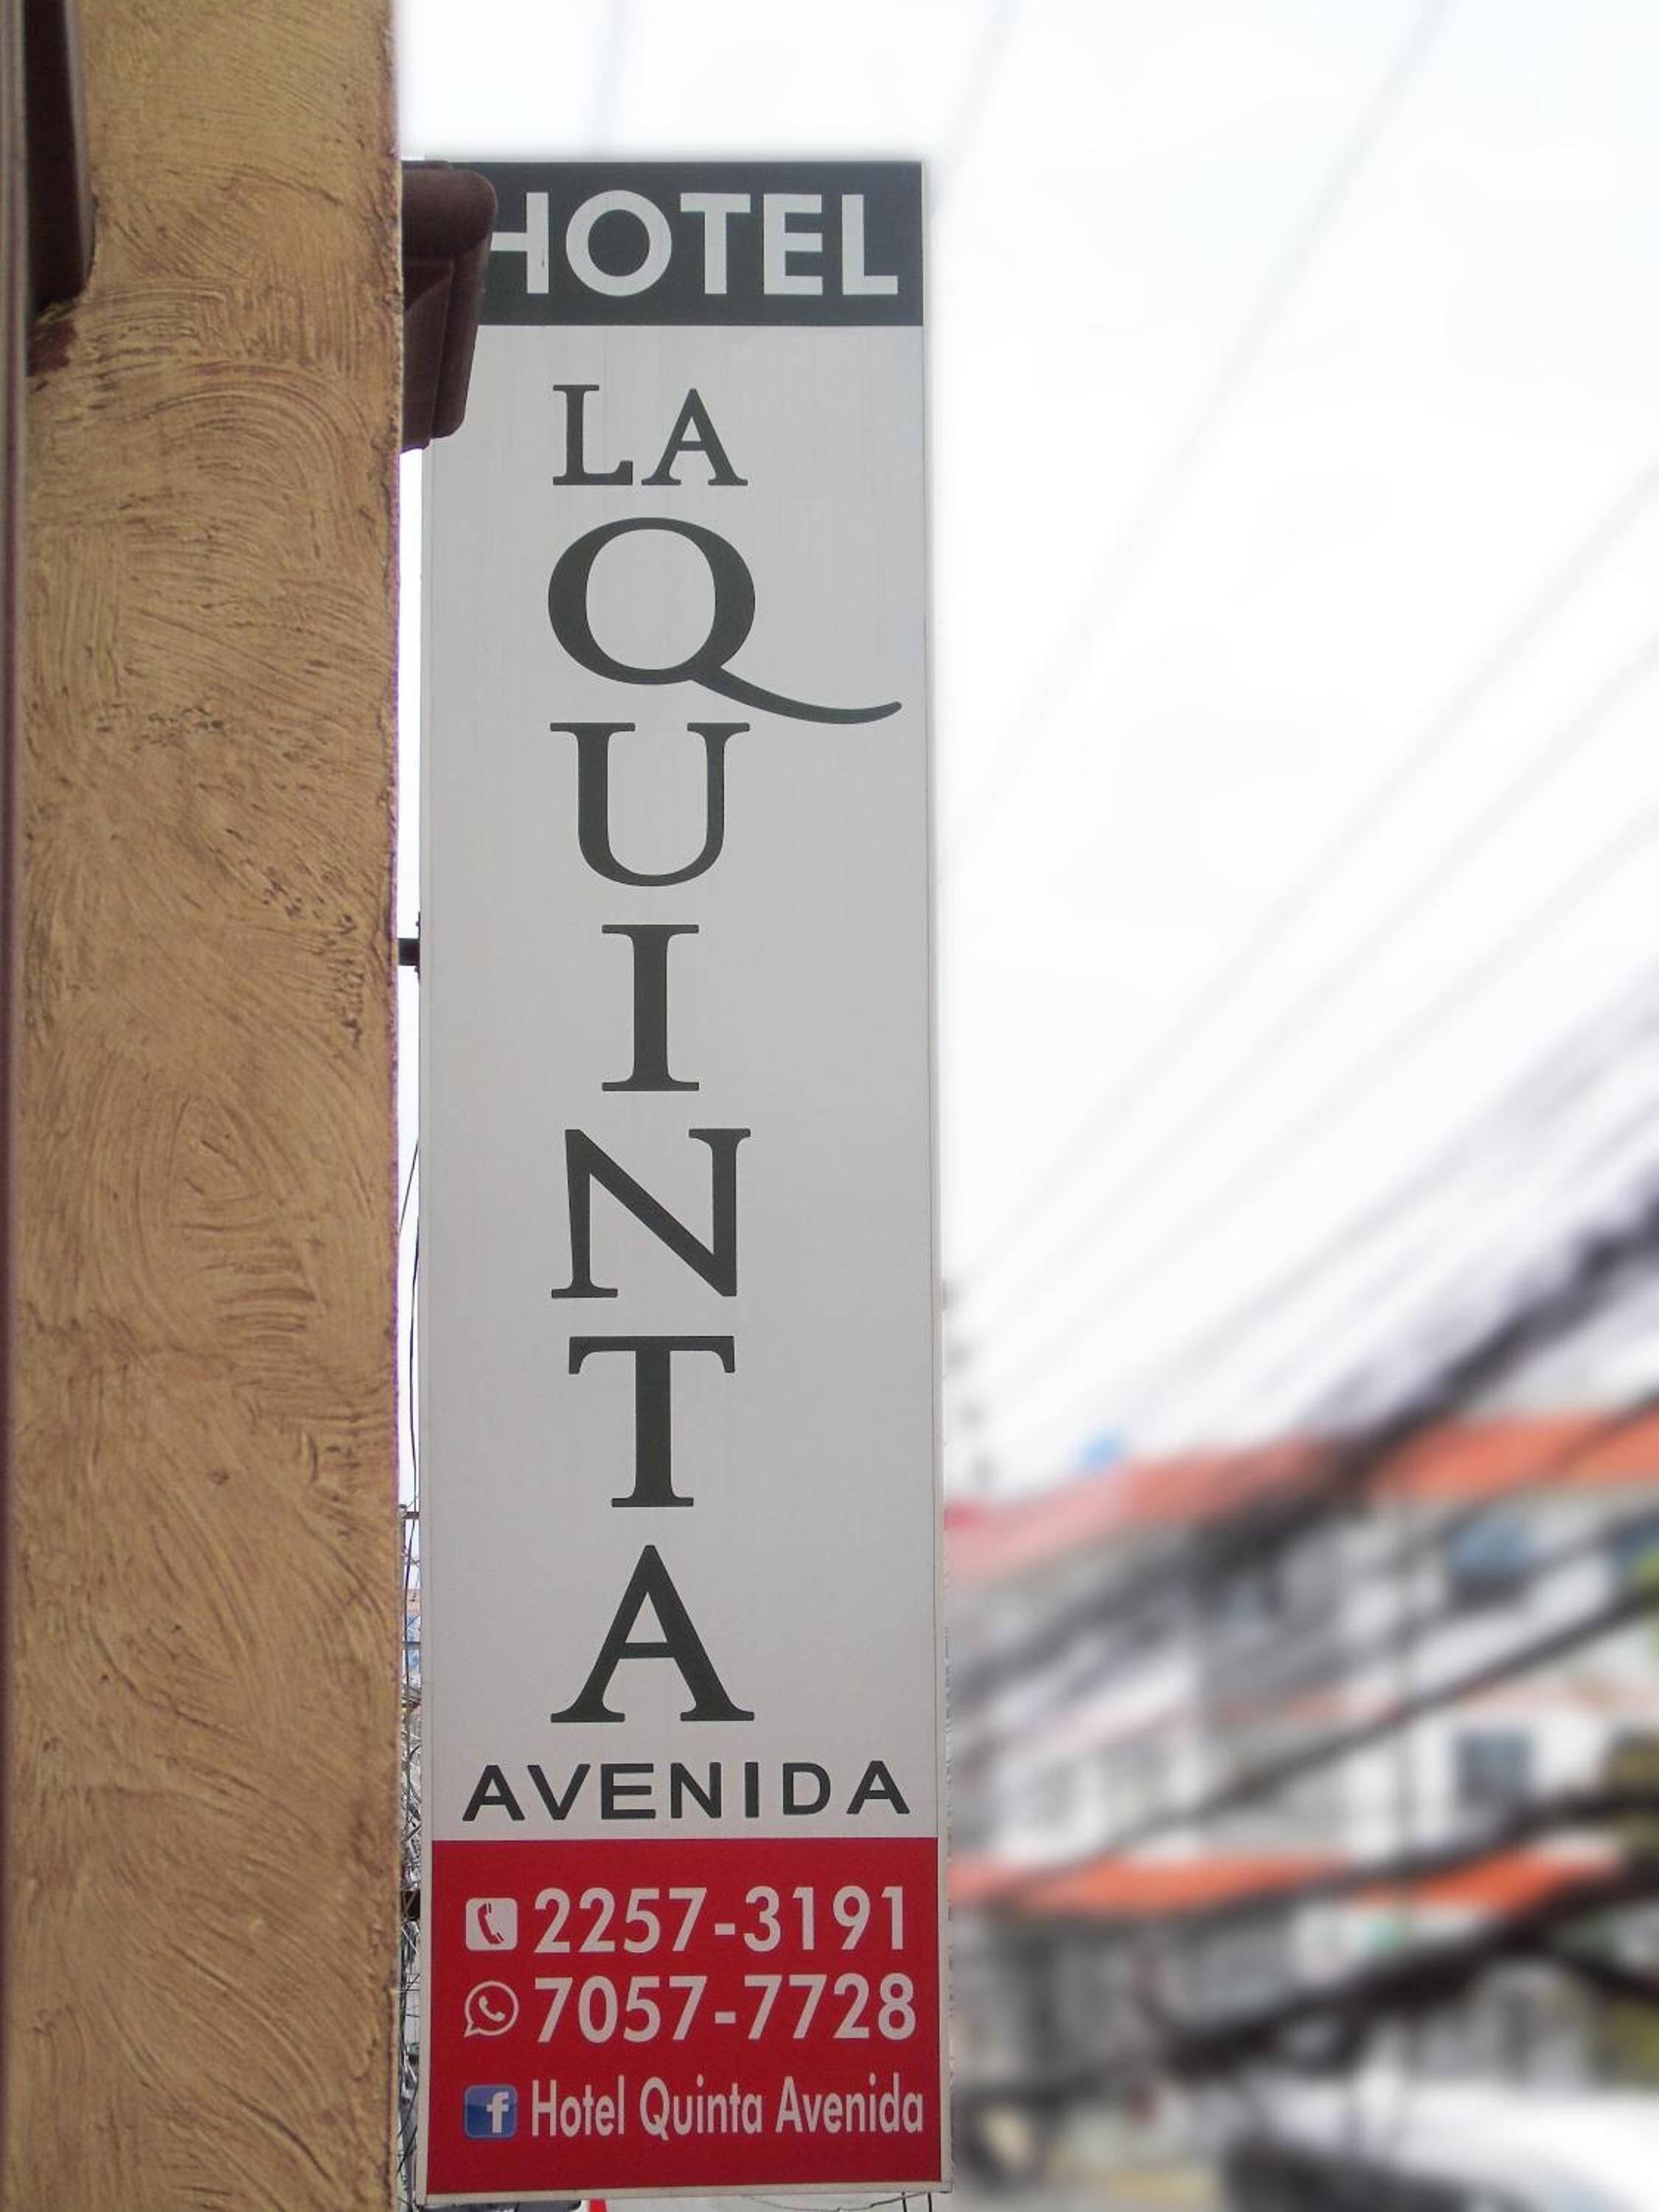 HOTEL
LA
QUINTA
AVENIDA
2257-3191
7057-7728
Hotel Quinta Avenida